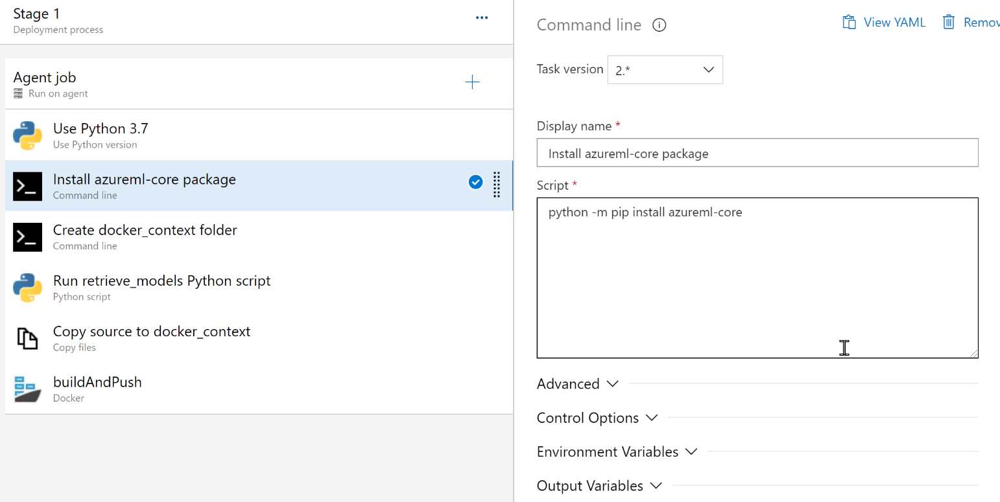 Stage 1
Deployment process
Agent job
Run on agent
Use Python 3.7
Use Python version
Install azureml-core package
Command line
Create docker_context folder
Command line
Run retrieve_models Python script
Python script
Copy source to docker_context
Copy files
buildAndPush
Docker
Command line
View YAML
Remov
Task version 2.*
Display name *
Install azureml-core package
Script *
python -m pip install azureml-core
Advanced
Control Options
Environment Variables
Output Variables